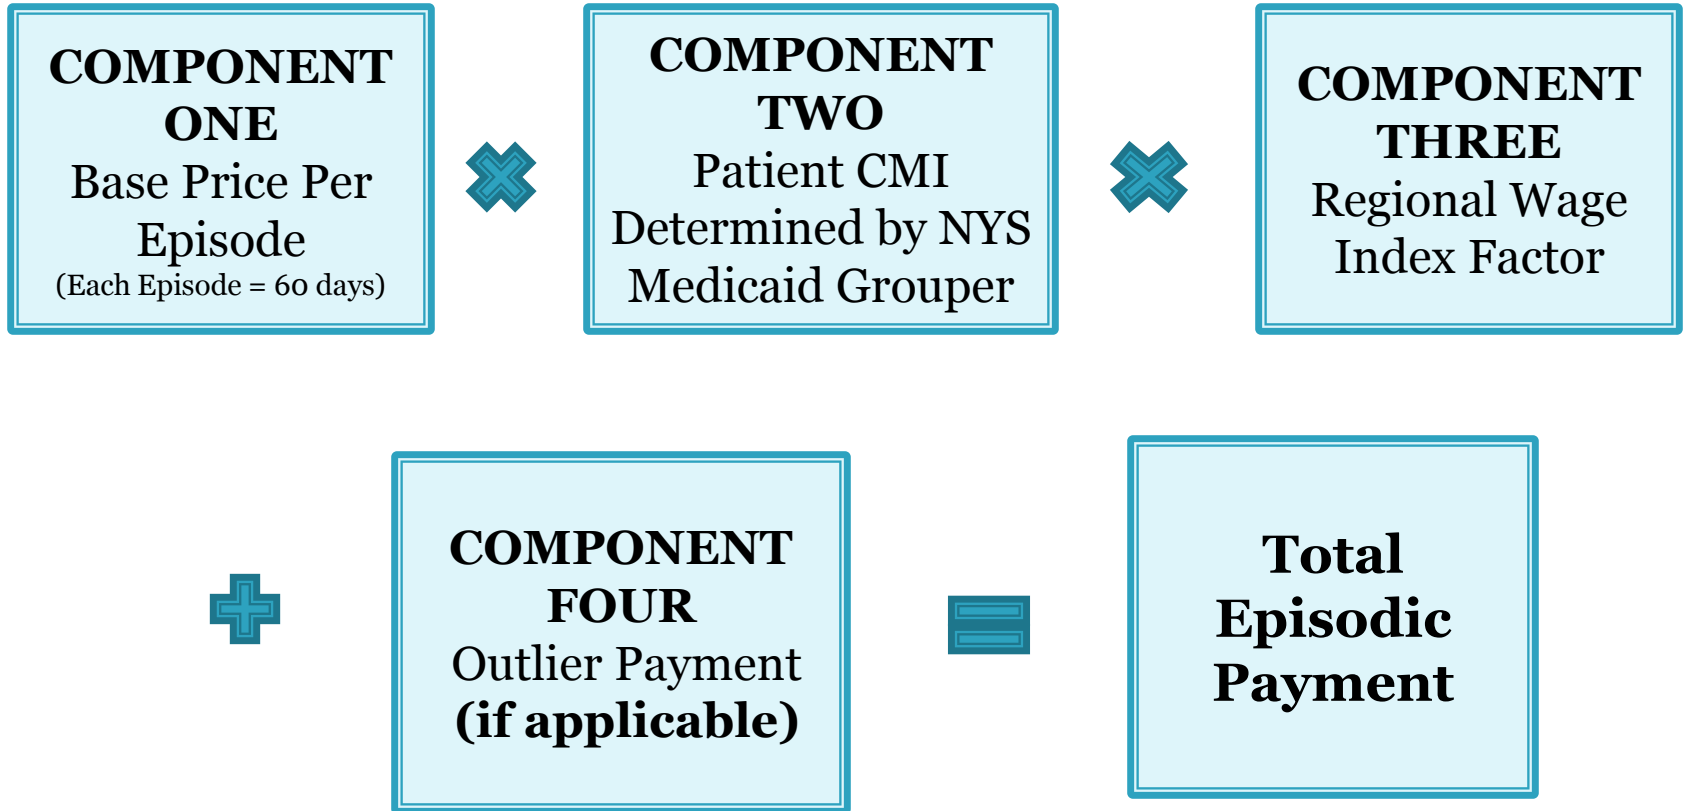 COMPONENT
ONE
Base Price Per
Episode
(Each Episode = 60 days)
COMPONENT
TWO
Patient CMI
Determined by NYS
Medicaid Grouper
COMPONENT
THREE
Regional Wage
Index Factor
COMPONENT
FOUR
Outlier Payment
(if applicable)
Total
Episodic
Payment